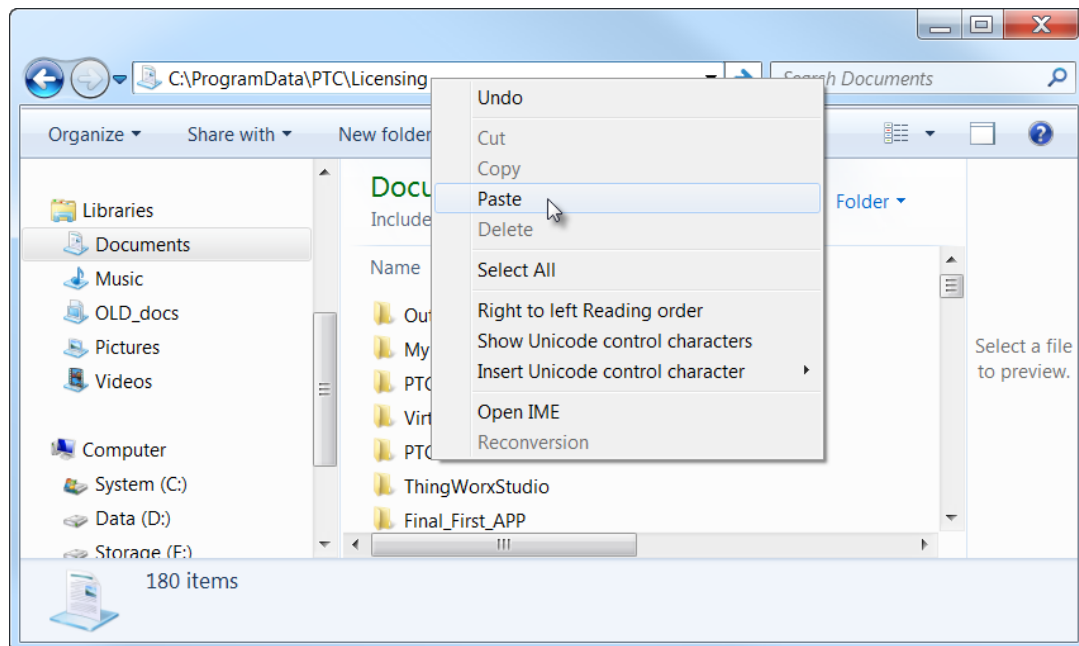 C:\ProgramData\PTC\Licensing
Search Documents
Organize
Share with
New folder
Undo
Cut
Copy
Paste
Delete
Select All
Right to left Reading order
Show Unicode control characters
Insert Unicode control character
Open IME
Reconversion
Libraries
Documents
Music
OLD_docs
Pictures
Videos
Computer
System (C:)
Data (D:)
Storage (E:)
Docu
Include
Folder
Name
Out
My
PTC
Virt
PTC
ThingWorxStudio
Final_First_APP
Select a file
to preview.
180 items